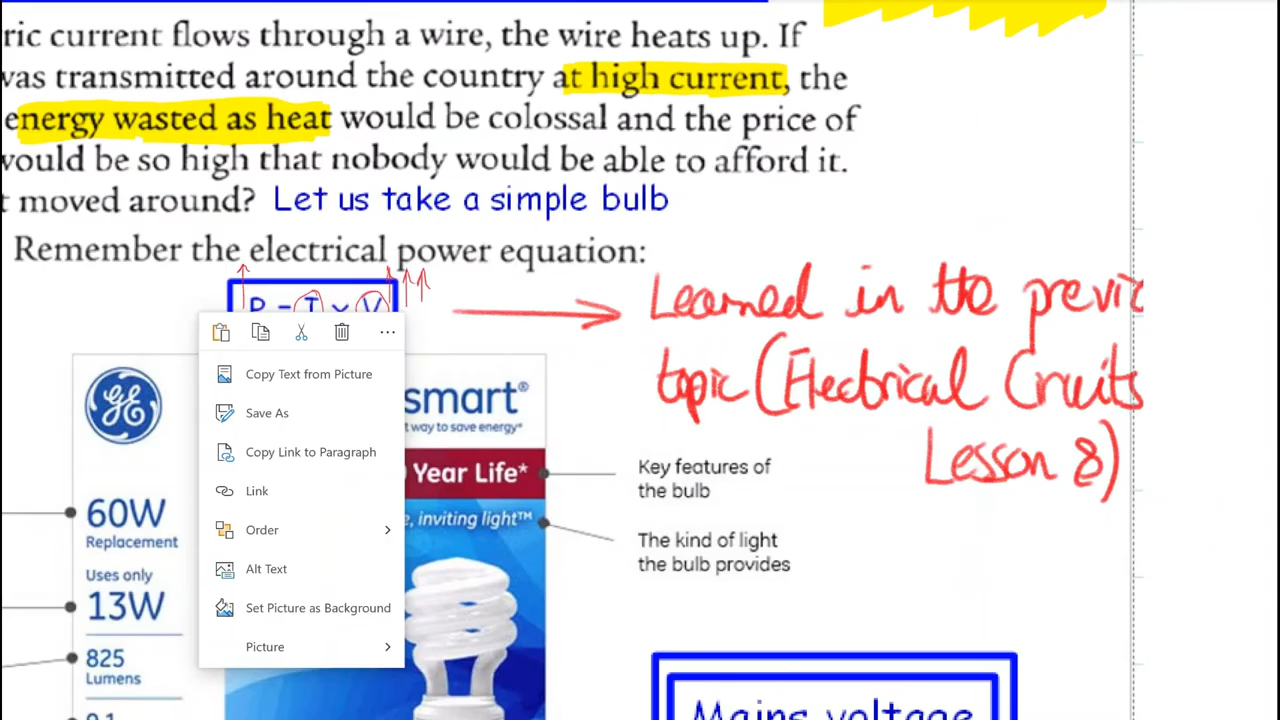 ric current flows through a wire, the wire heats up. If
was transmitted around the country at high current, the
energy wasted as heat would be colossal and the price of
would be so high that nobody would be able to afford it.
t moved around? Let us take a simple bulb
Remember the electrical power equation:
P = I × V
Learned in the previo
topic (Electrical Circuits
Lesson 8)
Copy Text from Picture
Save As
Copy Link to Paragraph
Link
Order
Alt Text
Set Picture as Background
Picture
GE
60W
Replacement
Uses only
13W
825
Lumens
smart®
t way to save energy*
Year Life*
e, inviting light™
Key features of
the bulb
The kind of light
the bulb provides
Mains voltage